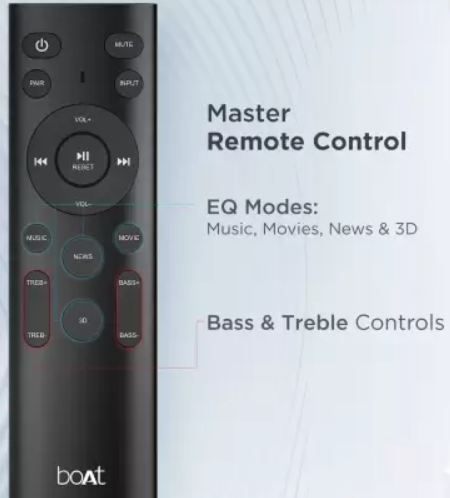 MUTE
PAIR
INPUT
VOL+
RESET
VOL-
MUSIC
MOVIE
NEWS
TREB+
BASS+
3D
TREB-
BASS-
boAt
Master
Remote Control
EQ Modes:
Music, Movies, News & 3D
Bass & Treble Controls